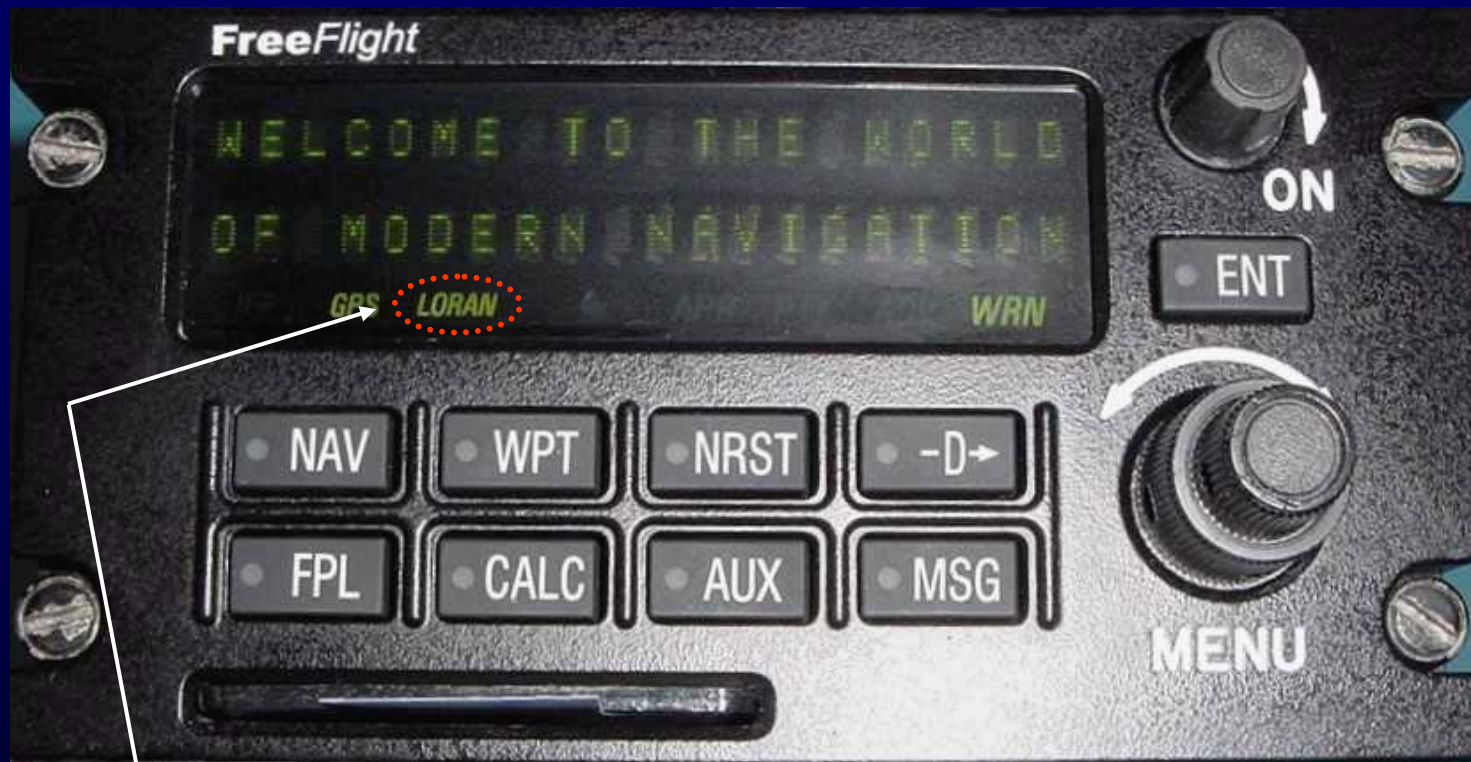 FreeFlight
WELCOME TO THE WORLD
OF MODERN NAVIGATION
GPS LORAN WRN
ON
ENT
NAV WPT NRST -D→
FPL CALC AUX MSG
MENU